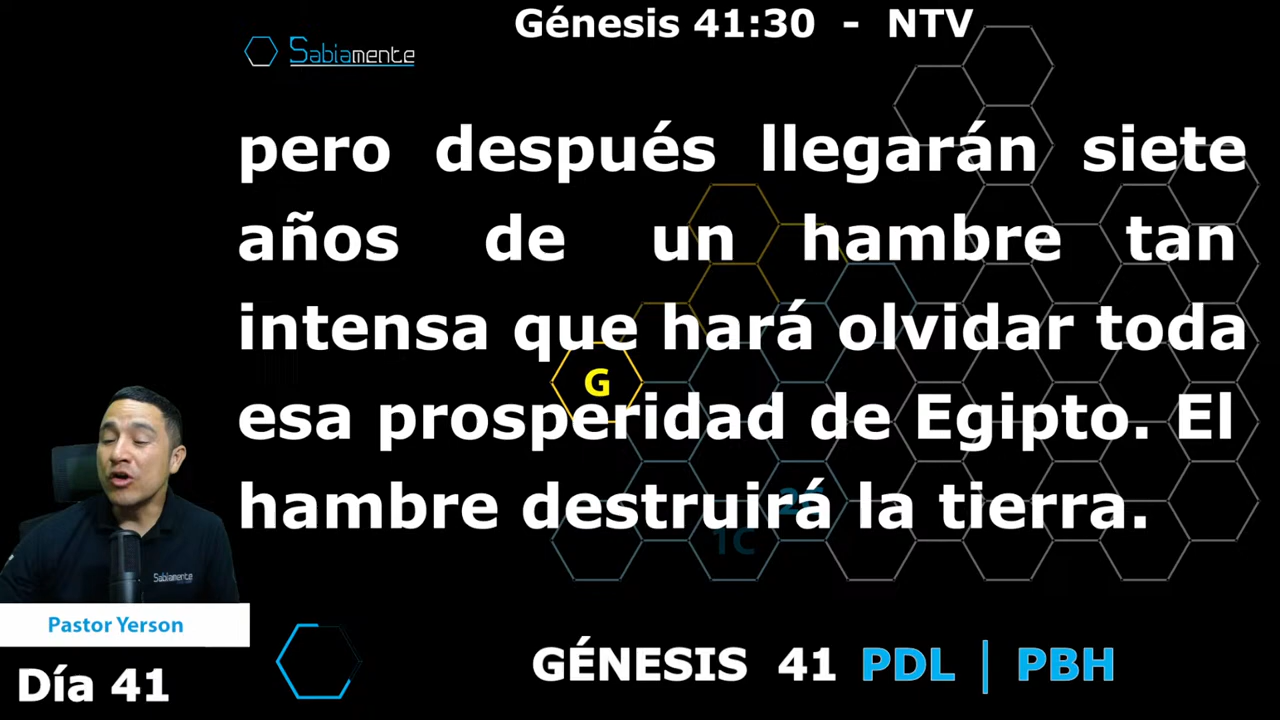 Génesis 41:30 - NTV
Sabiamente
pero después llegarán siete
años de un hambre tan
intensa que hará olvidar toda
G
esa prosperidad de Egipto. El
hambre destruirá la tierra.
1C
Sabiamente
Pastor Yerson
Día 41
GÉNESIS 41 PDL | PBH